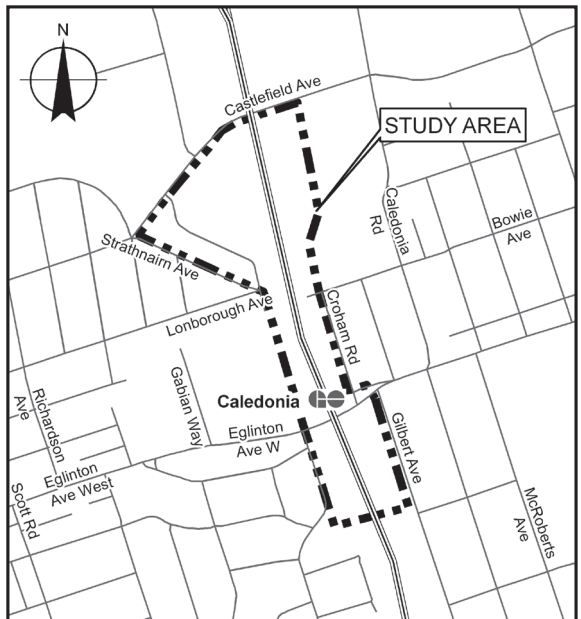 N
Castlefield Ave
STUDY AREA
Caledonia
Rd
Bowie
Ave
Strathnairn Ave
Lonborough Ave
Croham Rd
Gabian Way
Caledonia GO
Richardson
Ave
Eglinton
Ave W
Gilbert Ave
Eglinton
Ave West
Scott Rd
McRoberts
Ave